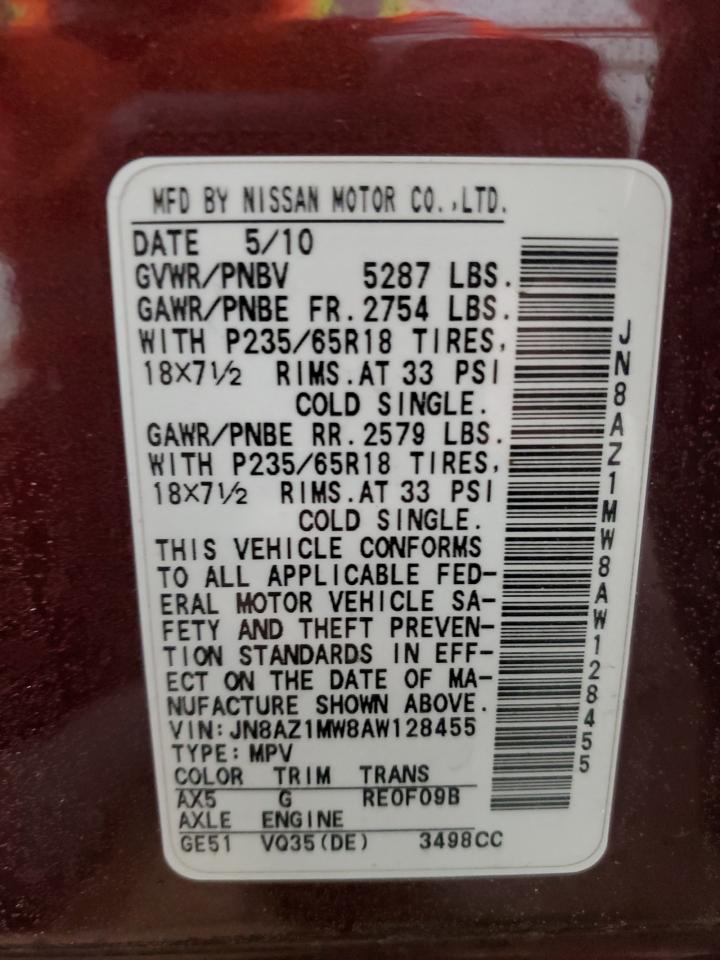 MFD BY NISSAN MOTOR CO.,LTD.
DATE 5/10
GVWR/PNBV 5287 LBS.
GAWR/PNBE FR.2754 LBS.
WITH P235/65R18 TIRES,
18X7½ RIMS.AT 33 PSI
COLD SINGLE.
GAWR/PNBE RR.2579 LBS.
WITH P235/65R18 TIRES,
18X7½ RIMS.AT 33 PSI
COLD SINGLE.
THIS VEHICLE CONFORMS
TO ALL APPLICABLE FED-
ERAL MOTOR VEHICLE SA-
FETY AND THEFT PREVEN-
TION STANDARDS IN EFF-
ECT ON THE DATE OF MA-
NUFACTURE SHOWN ABOVE.
VIN:JN8AZ1MW8AW128455
TYPE:MPV
COLOR TRIM TRANS
AX5 G RE0F09B
AXLE ENGINE
GE51 VQ35(DE) 3498CC
JN8AZ1MW8AW128455